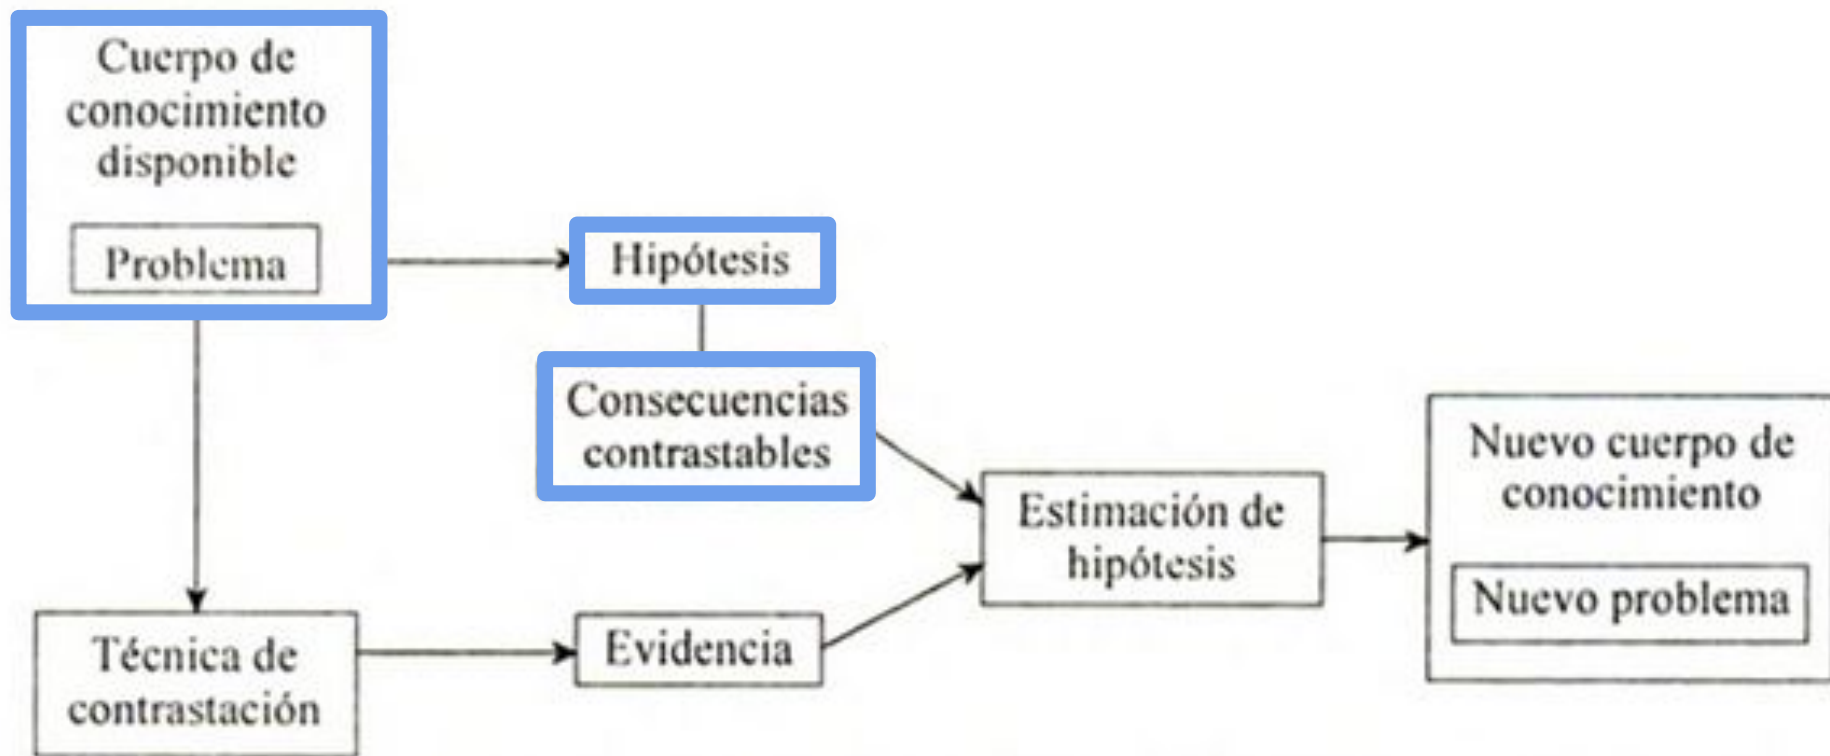 Cuerpo de
conocimiento
disponible
Problema
Hipótesis
Consecuencias
contrastables
Estimación de
hipótesis
Nuevo cuerpo de
conocimiento
Nuevo problema
Técnica de
contrastación
Evidencia